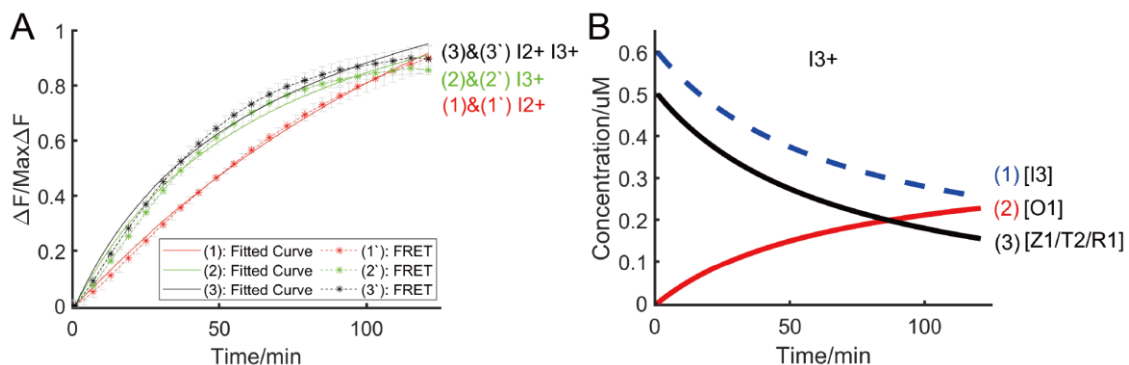 A
ΔF/MaxΔF
1
0.8
0.6
0.4
0.2
0
0
50
100
Time/min
(3)&(3`) I2+ I3+
(2)&(2`) I3+
(1)&(1`) I2+
(1): Fitted Curve (1`): FRET
(2): Fitted Curve (2`): FRET
(3): Fitted Curve (3`): FRET
B
I3+
Concentration/uM
0.6
0.5
0.4
0.3
0.2
0.1
0
0
50
100
Time/min
(1) [I3]
(2) [O1]
(3) [Z1/T2/R1]